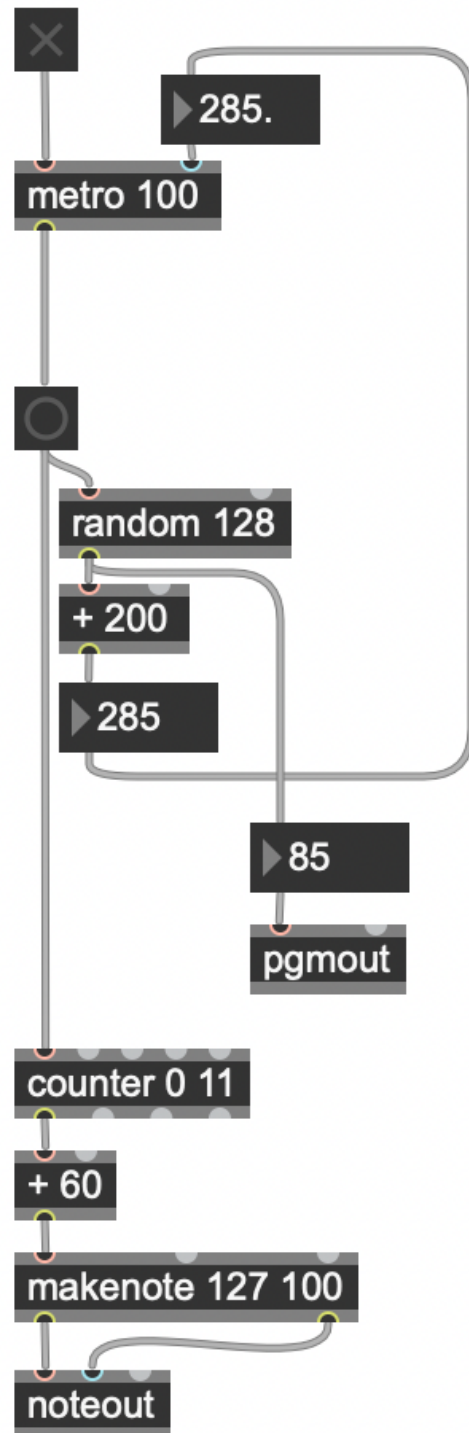 285.
metro 100
random 128
+ 200
285
85
pgmout
counter 0 11
+ 60
makenote 127 100
noteout